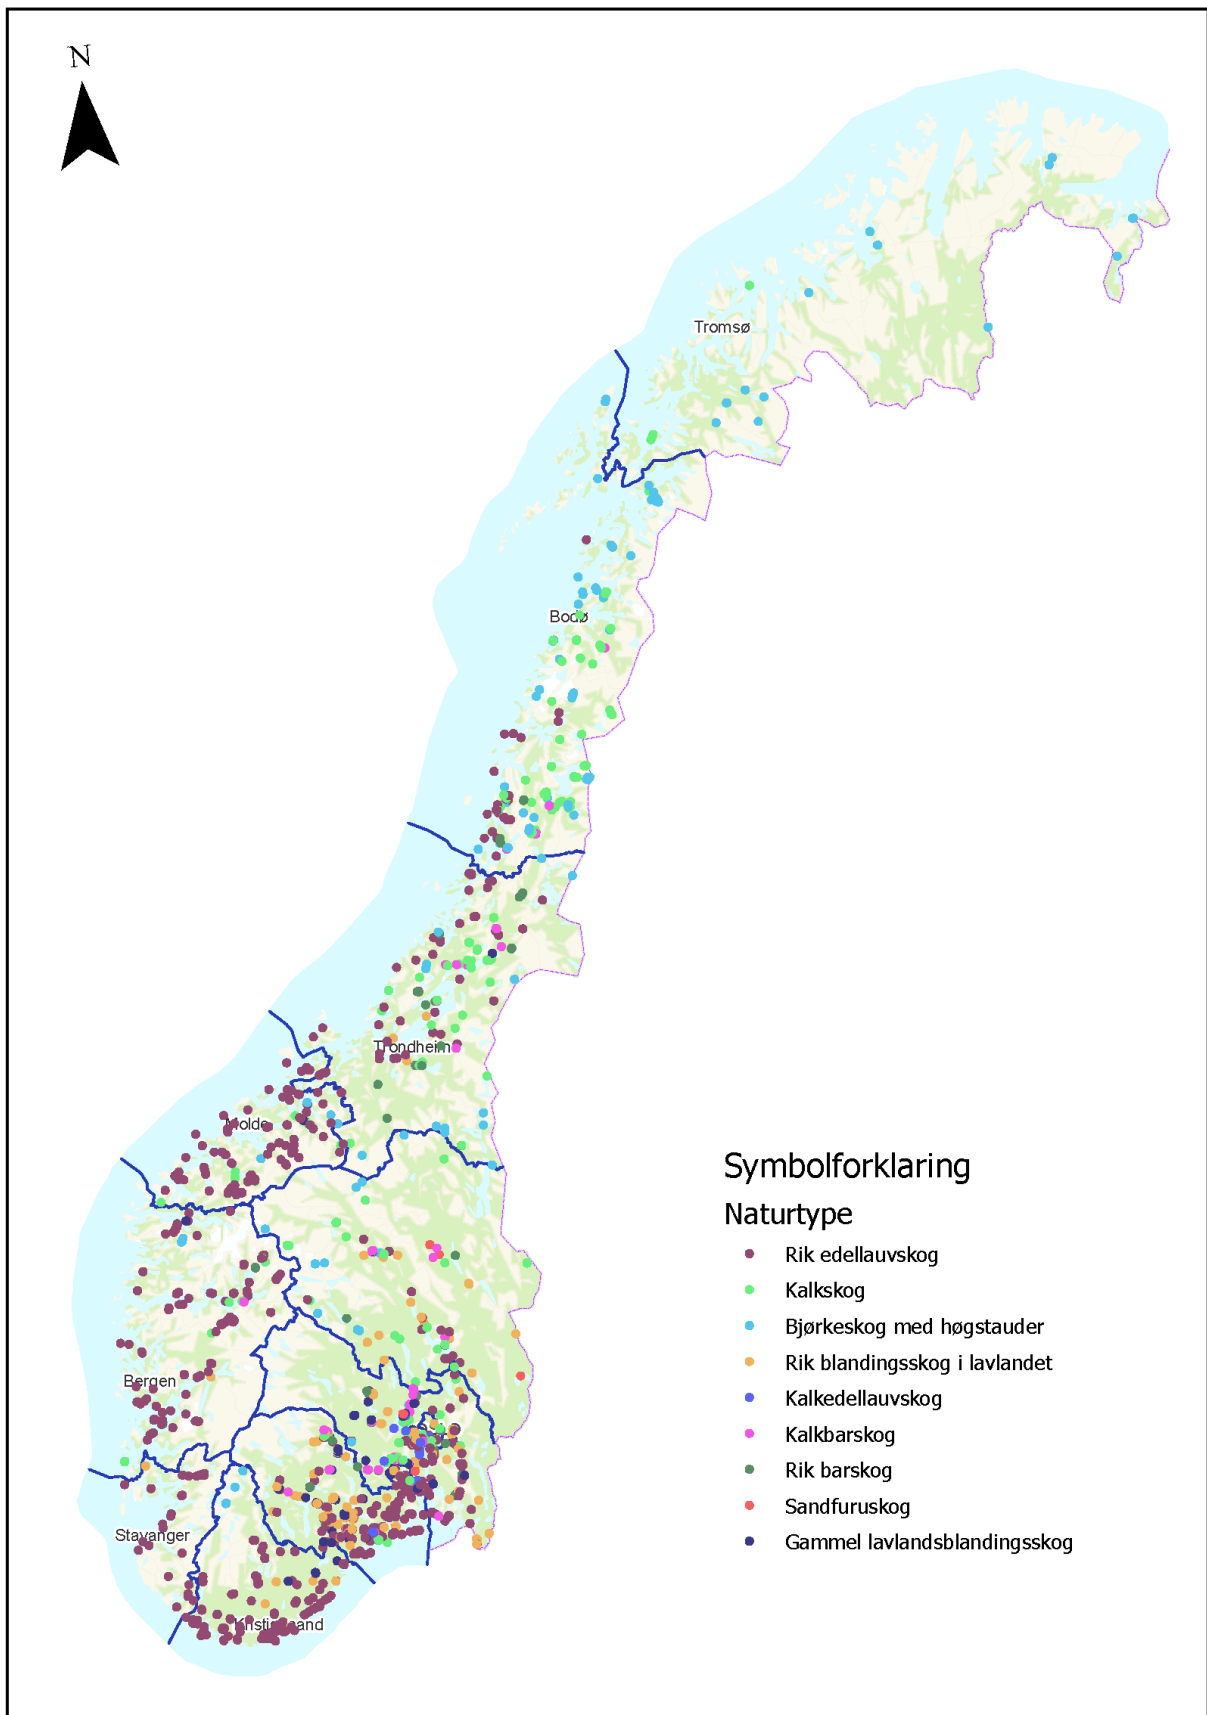 N
Tromsø
Bodø
Trondheim
Molde
Bergen
Stavanger
Kristiansand
Symbolforklaring
Naturtype
Rik edellauvskog
Kalkskog
Bjørkeskog med høgstauder
Rik blandingsskog i lavlandet
Kalkedellauvskog
Kalkbarskog
Rik barskog
Sandfuruskog
Gammel lavlandsblandingsskog